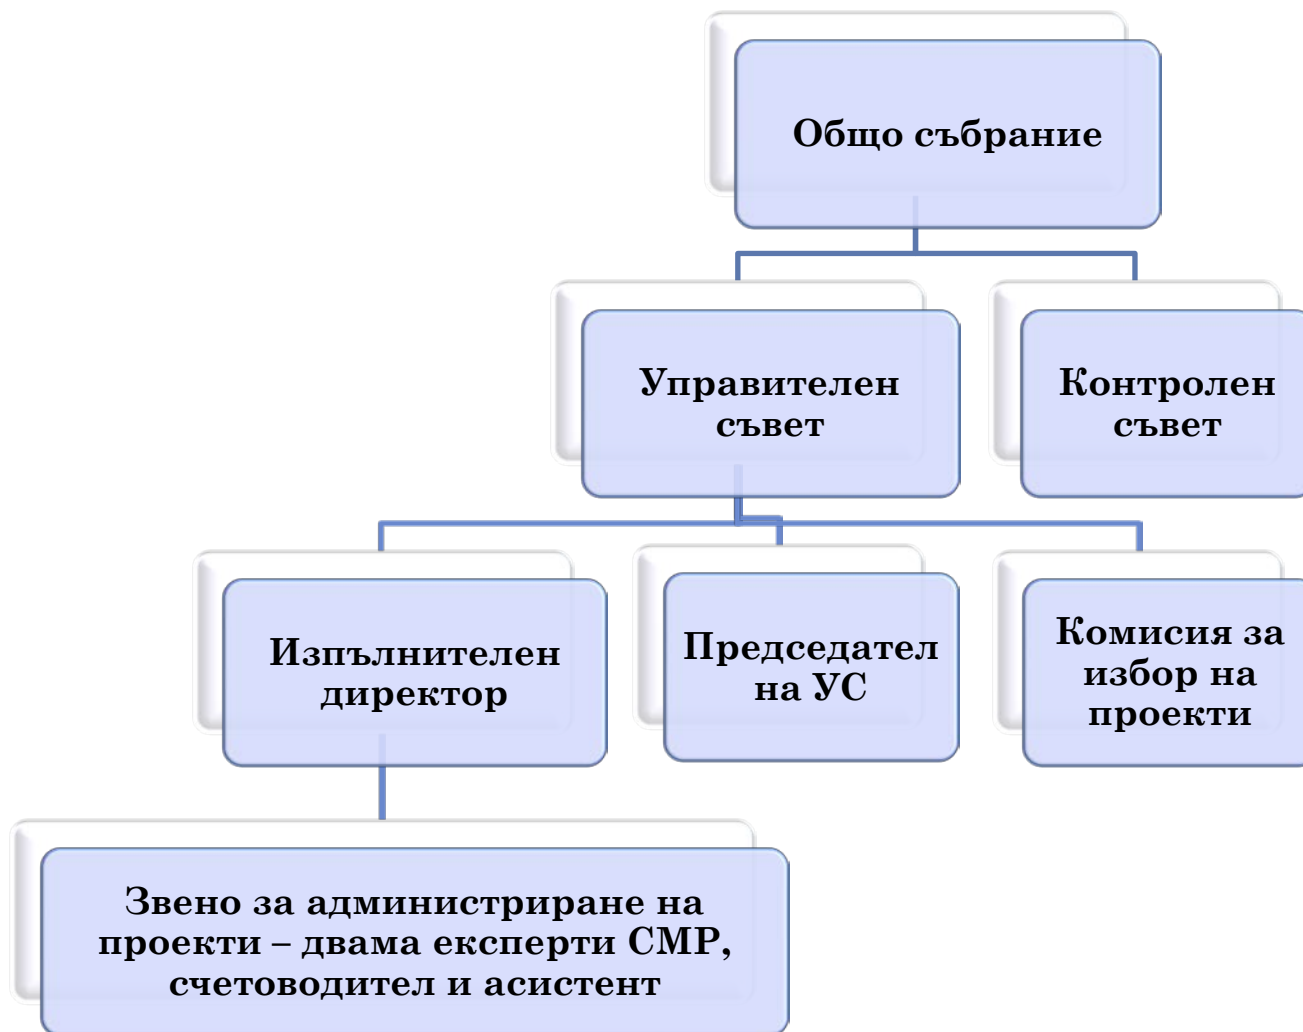 Общо събрание
Управителен
съвет
Контролен
съвет
Изпълнителен
директор
Председател
на УС
Комисия за
избор на
проекти
Звено за администриране на
проекти – двама експерти СМР,
счетоводител и асистент